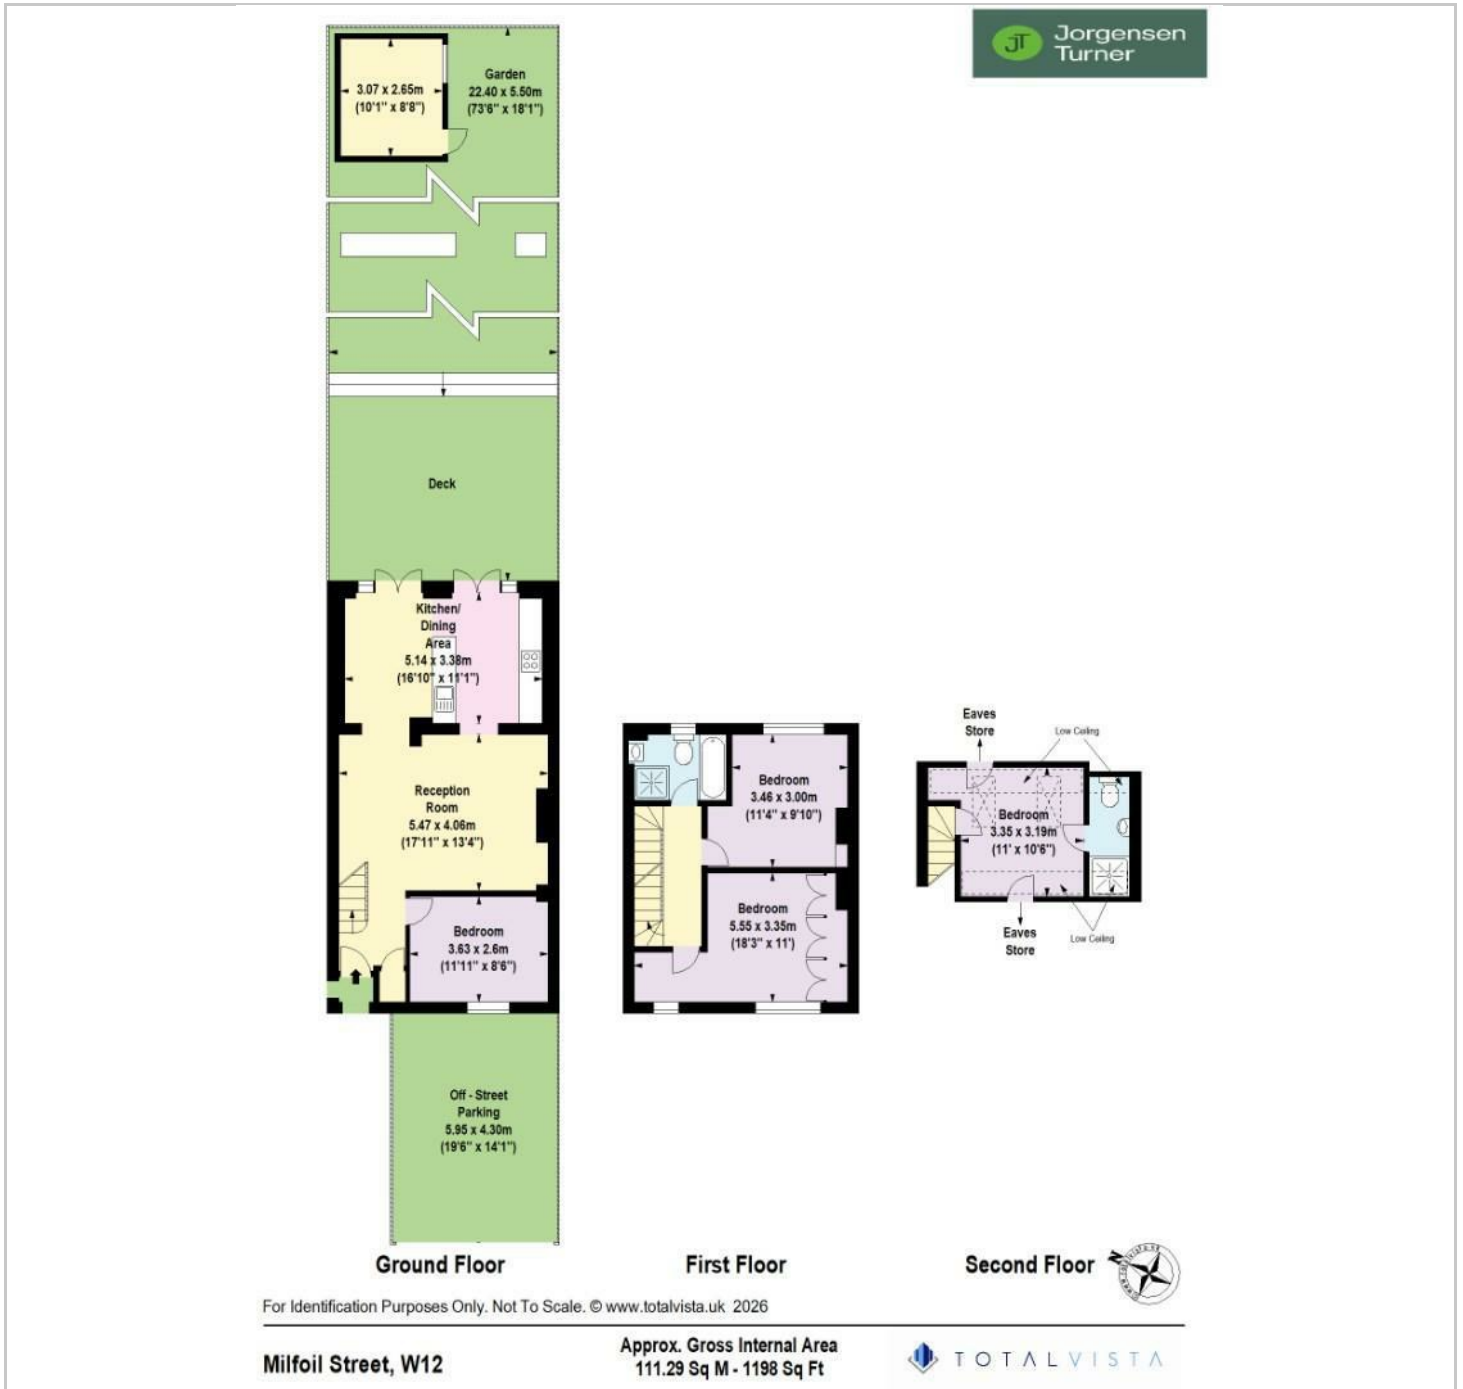 JT Jorgensen
Turner
3.07 x 2.65m
(10'1" x 8'8")
Garden
22.40 x 5.50m
(73'6" x 18'1")
Deck
Kitchen/
Dining
Area
5.14 x 3.38m
(16'10" x 11'1")
Reception
Room
5.47 x 4.06m
(17'11" x 13'4")
Bedroom
3.63 x 2.6m
(11'11" x 8'6")
Off - Street
Parking
5.95 x 4.30m
(19'6" x 14'1")
Ground Floor
Bedroom
3.46 x 3.00m
(11'4" x 9'10")
Bedroom
5.55 x 3.35m
(18'3" x 11')
First Floor
Eaves
Store
Low Ceiling
Bedroom
3.35 x 3.19m
(11' x 10'6")
Eaves
Store
Low Ceiling
Second Floor
N
For Identification Purposes Only. Not To Scale. © www.totalvista.uk 2026
Milfoil Street, W12
Approx. Gross Internal Area
111.29 Sq M - 1198 Sq Ft
TOTALVISTA